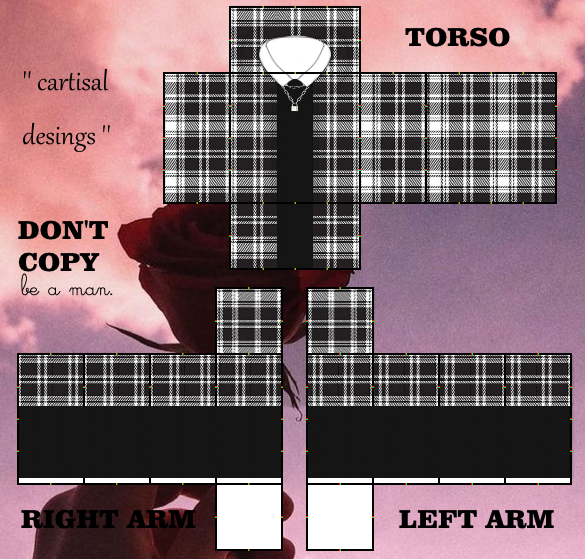 TORSO
" cartisal
desings "
DON'T
COPY
be a man.
RIGHT ARM
LEFT ARM